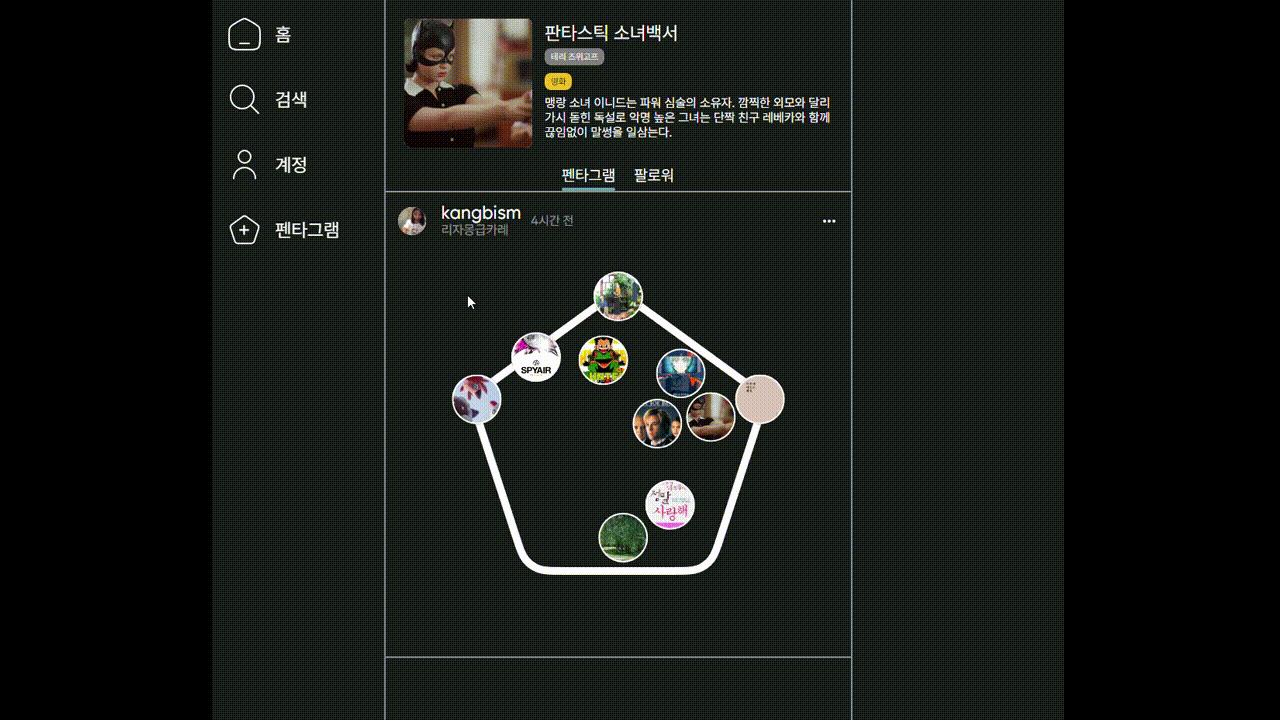 홈
검색
계정
펜타그램
판타스틱 소녀백서
테리 즈위고프
영화
맹랑 소녀 이니드는 파워 심술의 소유자. 깜찍한 외모와 달리
가시 돋힌 독설로 악명 높은 그녀는 단짝 친구 레베카와 함께
끊임없이 말썽을 일삼는다.
펜타그램 팔로워
kangbism 4시간 전
리자몽급카레
SPYAIR
정말
사랑해